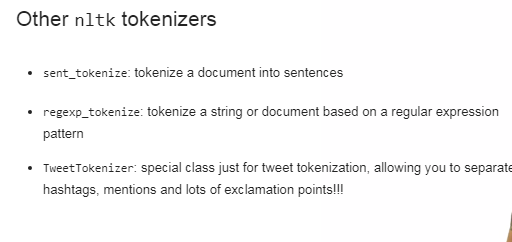 Other nltk tokenizers
• sent_tokenize: tokenize a document into sentences
• regexp_tokenize: tokenize a string or document based on a regular expression
pattern
• TweetTokenizer: special class just for tweet tokenization, allowing you to separate
hashtags, mentions and lots of exclamation points!!!